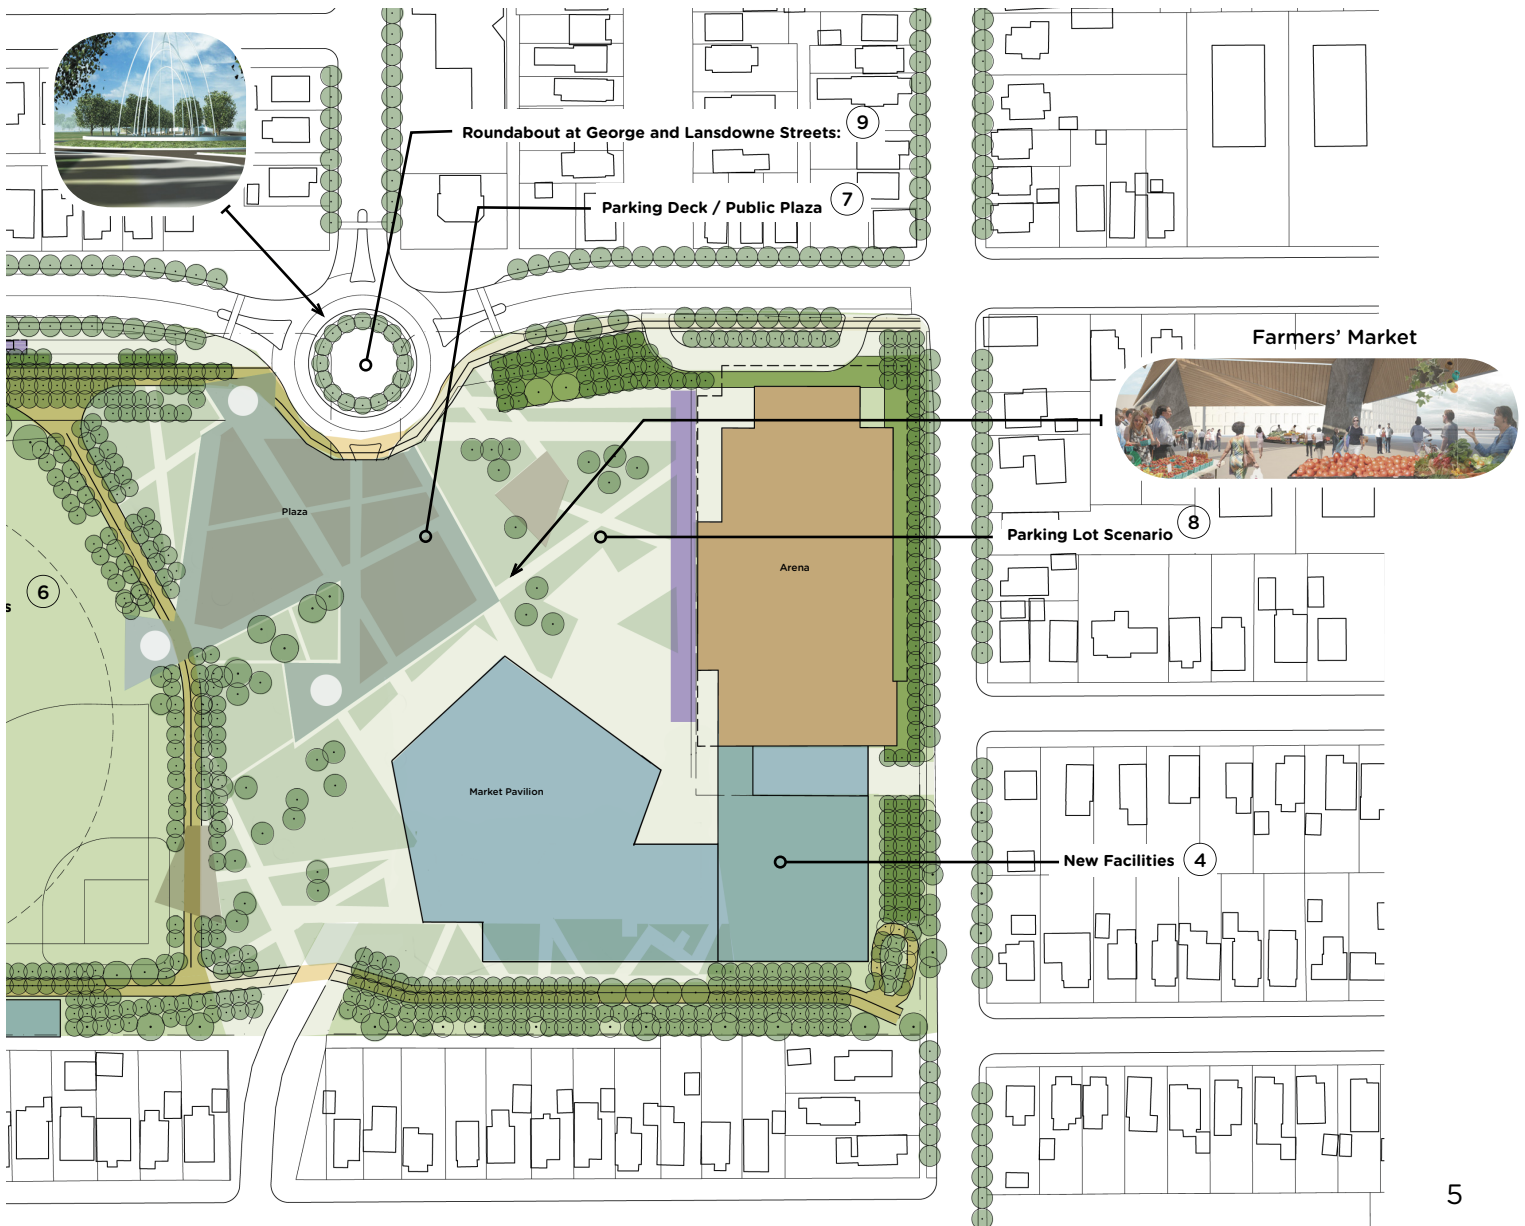 Roundabout at George and Lansdowne Streets: 9
Parking Deck / Public Plaza 7
Farmers’ Market
Plaza
Parking Lot Scenario 8
Arena
6
s
Market Pavilion
New Facilities 4
5